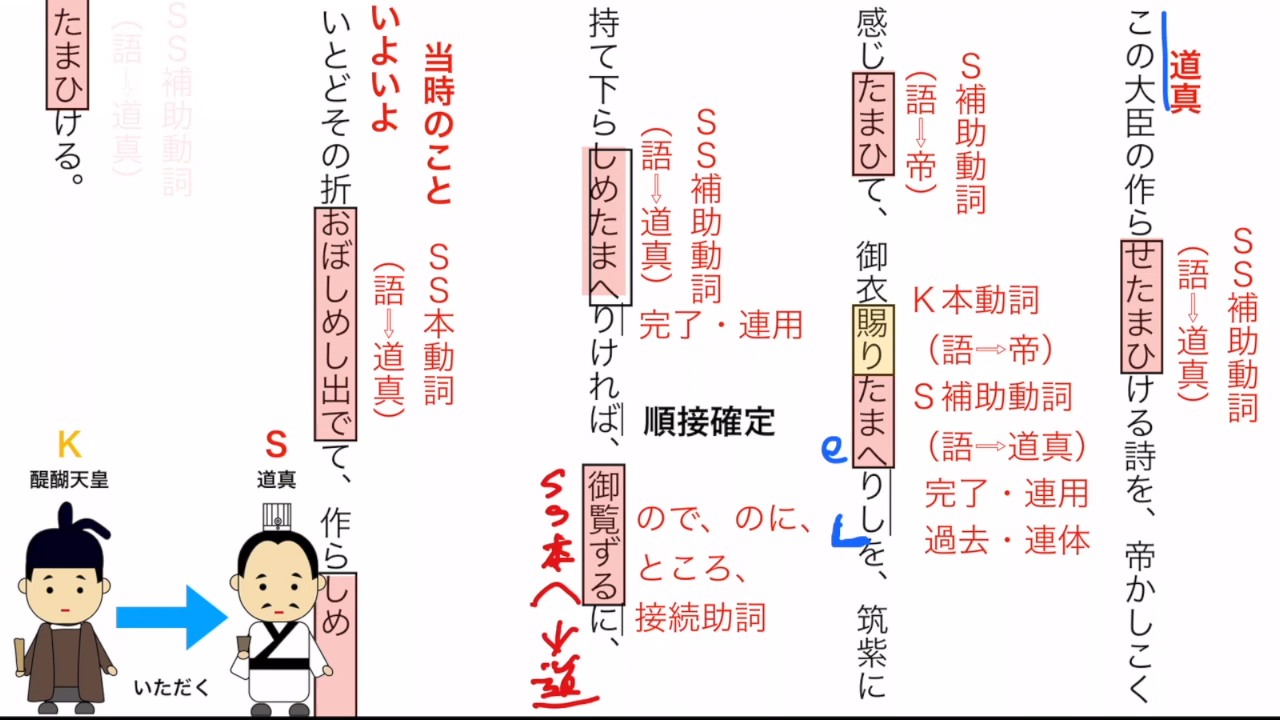 ＳＳ補助動詞
（語⇨道真）
道真
この大臣の作らせたまひける詩を、帝かしこく
Ｓ補助動詞
（語⇨帝）
Ｋ本動詞
（語⇨帝）
Ｓ補助動詞
（語⇨道真）
完了・連用
過去・連体
感じたまひて、御衣賜りたまへりしを、筑紫に
e
ＳＳ補助動詞
（語⇨道真）
完了・連用
順接確定
ので、のに、
ところ、
接続助詞
持て下らしめたまへりければ、御覧ずるに、
SS本へ
当時のこと
ＳＳ本動詞
（語⇨道真）
いよいよ
いとどその折おぼしめし出でて、作らしめ
ＳＳ補助動詞
（語⇨道真）
たまひける。
K
醍醐天皇
S
道真
いただく